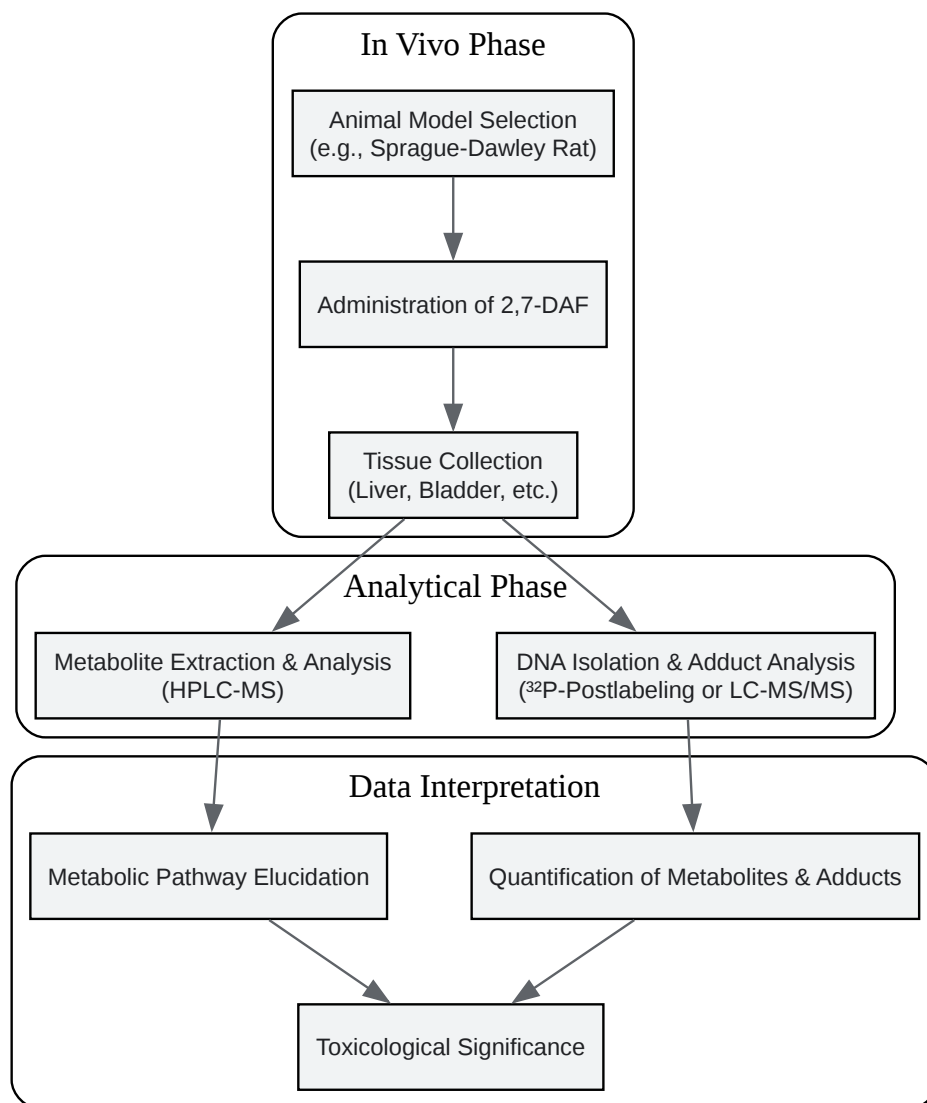 In Vivo Phase
Animal Model Selection
(e.g., Sprague-Dawley Rat)
Administration of 2,7-DAF
Tissue Collection
(Liver, Bladder, etc.)
Analytical Phase
Metabolite Extraction & Analysis
(HPLC-MS)
DNA Isolation & Adduct Analysis
(³²P-Postlabeling or LC-MS/MS)
Data Interpretation
Metabolic Pathway Elucidation
Quantification of Metabolites & Adducts
Toxicological Significance